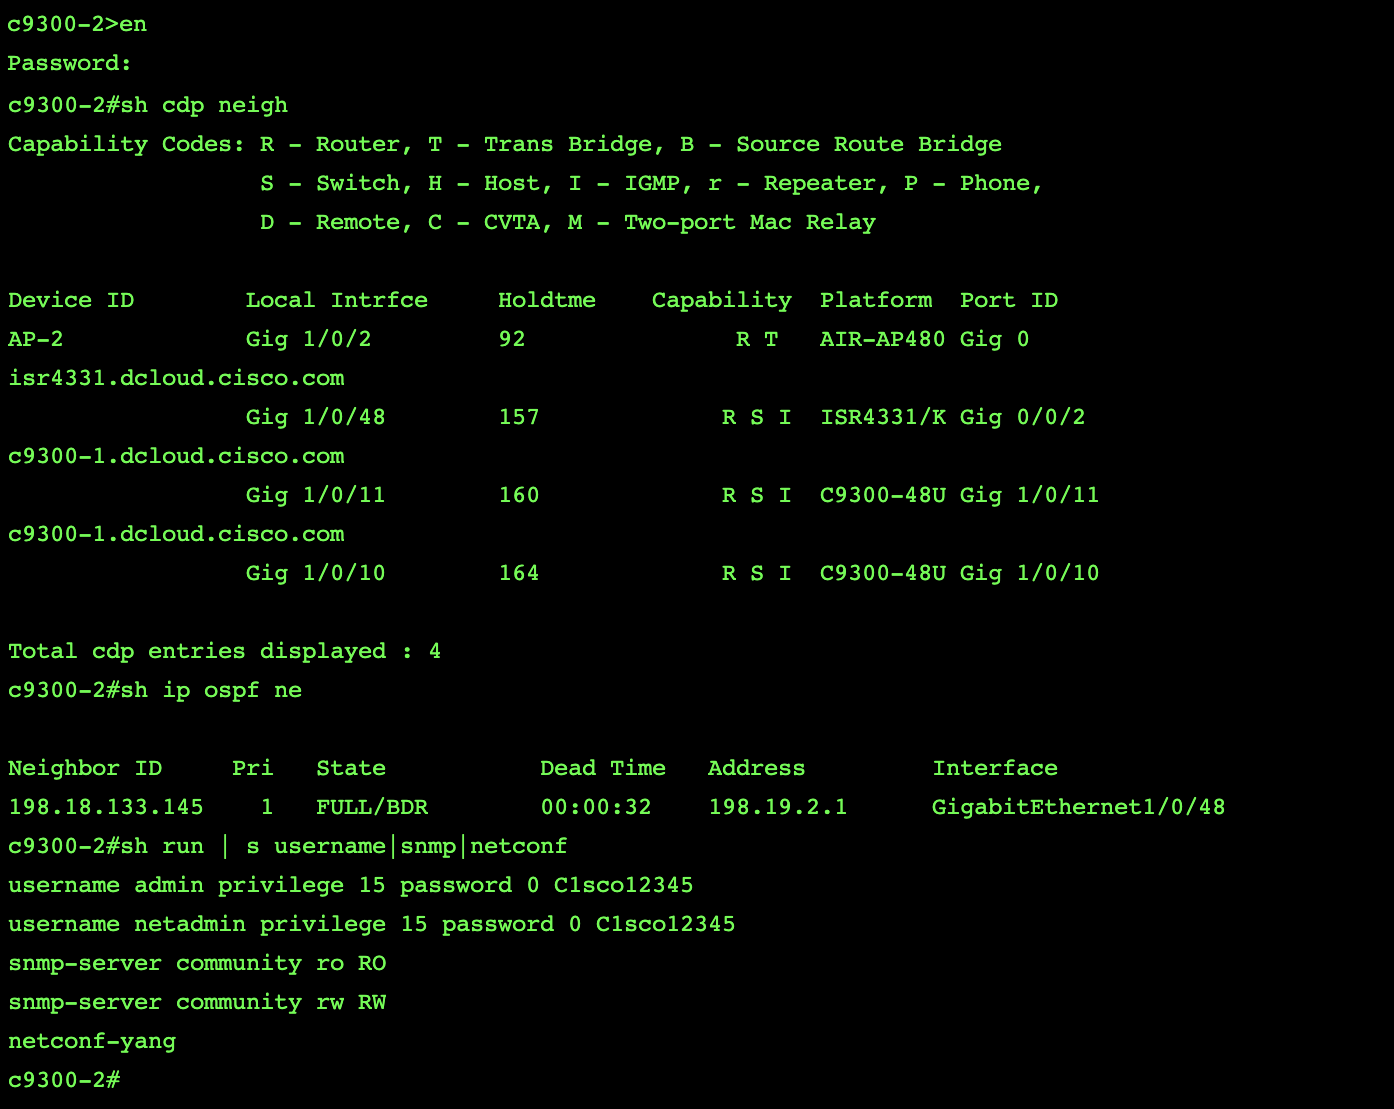 c9300-2>en
Password:
c9300-2#sh cdp neigh
Capability Codes: R - Router, T - Trans Bridge, B - Source Route Bridge
                  S - Switch, H - Host, I - IGMP, r - Repeater, P - Phone,
                  D - Remote, C - CVTA, M - Two-port Mac Relay

Device ID        Local Intrfce     Holdtme    Capability  Platform  Port ID
AP-2             Gig 1/0/2         92               R T   AIR-AP480 Gig 0
isr4331.dcloud.cisco.com
                 Gig 1/0/48        157             R S I  ISR4331/K Gig 0/0/2
c9300-1.dcloud.cisco.com
                 Gig 1/0/11        160             R S I  C9300-48U Gig 1/0/11
c9300-1.dcloud.cisco.com
                 Gig 1/0/10        164             R S I  C9300-48U Gig 1/0/10

Total cdp entries displayed : 4
c9300-2#sh ip ospf ne

Neighbor ID     Pri   State           Dead Time   Address         Interface
198.18.133.145    1   FULL/BDR        00:00:32    198.19.2.1      GigabitEthernet1/0/48
c9300-2#sh run | s username|snmp|netconf
username admin privilege 15 password 0 C1sco12345
username netadmin privilege 15 password 0 C1sco12345
snmp-server community ro RO
snmp-server community rw RW
netconf-yang
c9300-2#